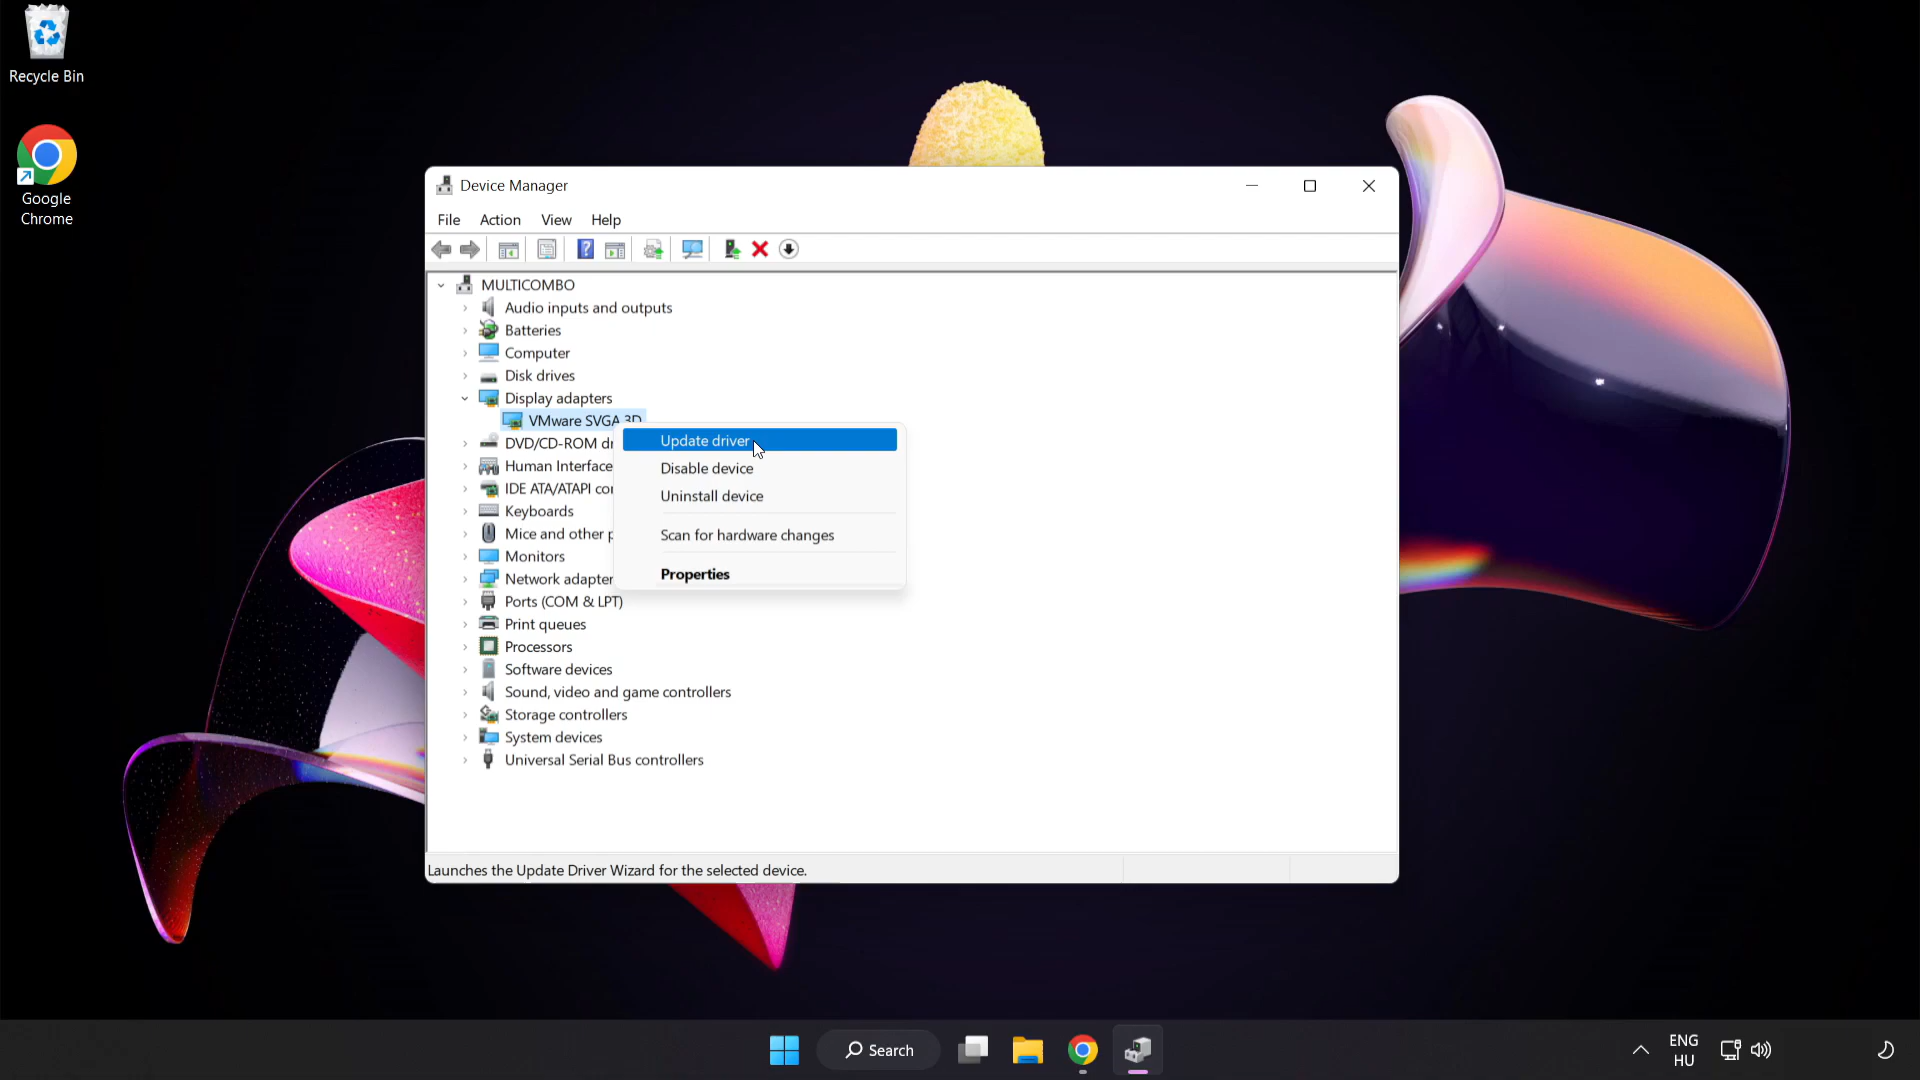 Recycle Bin
Google
Chrome
Device Manager
File Action View Help
MULTICOMBO
Audio inputs and outputs
Batteries
Computer
Disk drives
Display adapters
VMware SVGA 3D
DVD/CD-ROM
Human Interface
IDE ATA/ATAPI
Keyboards
Mice and other
Monitors
Network
Ports (COM & LPT)
Print queues
Processors
Software devices
Sound, video and game controllers
Storage controllers
System devices
Universal Serial Bus controllers
Update driver
Disable device
Uninstall device
Scan for hardware changes
Properties
Launches the Update Driver Wizard for the selected device.
Search
ENG
HU